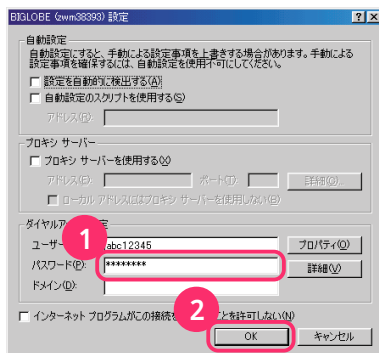 BIGLOBE (zwm38393) 設定
自動設定
自動設定にすると、手動による設定事項を上書きする場合があります。手動による
設定事項を確保するには、自動設定を使用不可にしてください。
設定を自動的に検出する(A)
自動設定のスクリプトを使用する(S)
アドレス(R):
プロキシ サーバー
プロキシ サーバーを使用する(X)
アドレス(E): ポート(T): 詳細(C)...
ローカル アドレスにはプロキシ サーバーを使用しない(B)
ダイヤルア 定
1
ユーザー abc12345 プロパティ(O)
パスワード(P): ******** 詳細(V)
ドメイン(D):
2
インターネット プログラムがこの接続を とを許可しない(N)
OK キャンセル